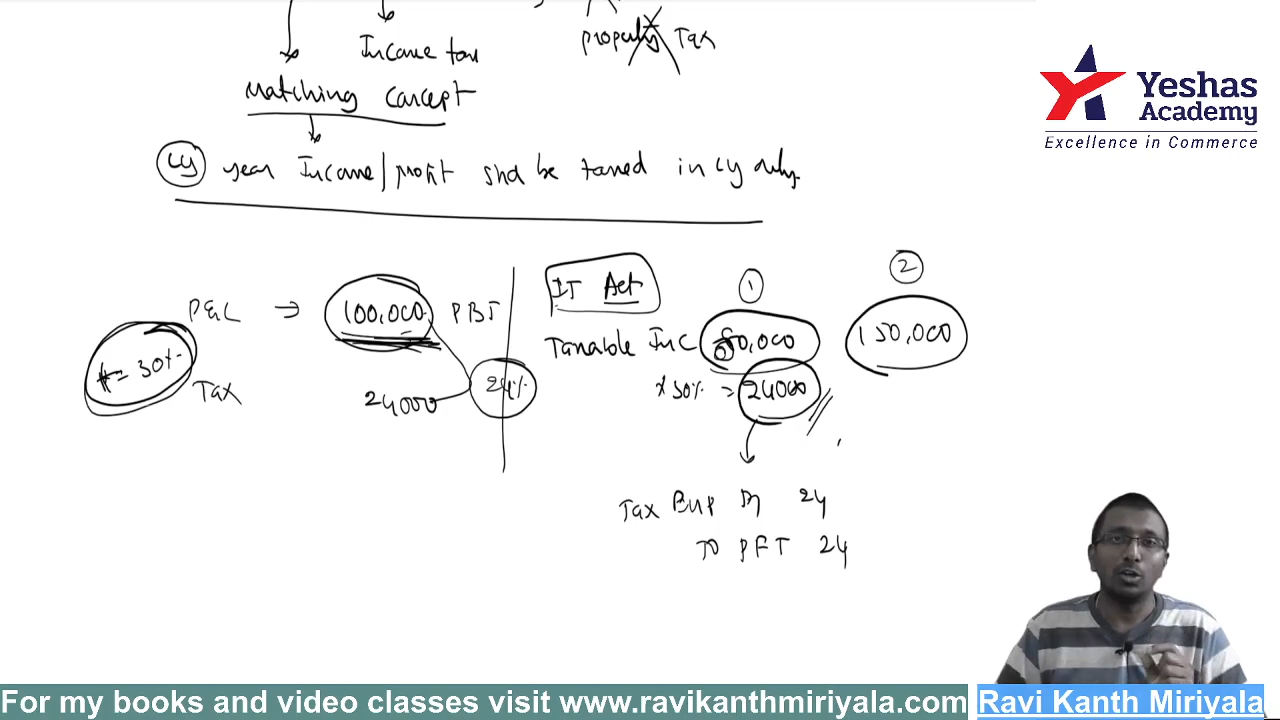 Income tax
property Tax
matching concept
Yeshas
Academy
Excellence in Commerce
cy year Income/profit shd be taxed in cy only.
P&L → 100,000 PBT
t = 30%
Tax 24000 24%
IT Act
1 2
Taxable Inc 80,000 150,000
x 30% = 24000
Tax Exp Dr 24
To PFT 24
For my books and video classes visit www.ravikanthmiriyala.com Ravi Kanth Miriyala